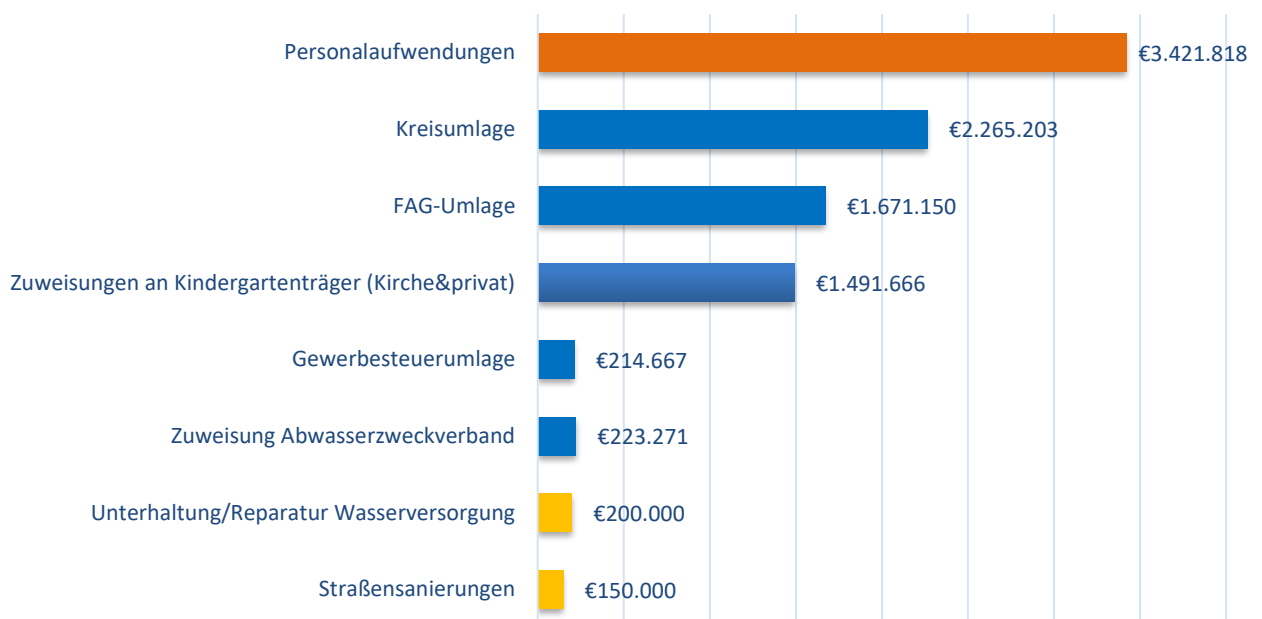 Personalaufwendungen €3.421.818
Kreisumlage €2.265.203
FAG-Umlage €1.671.150
Zuweisungen an Kindergartenträger (Kirche&privat) €1.491.666
Gewerbesteuerumlage €214.667
Zuweisung Abwasserzweckverband €223.271
Unterhaltung/Reparatur Wasserversorgung €200.000
Straßensanierungen €150.000